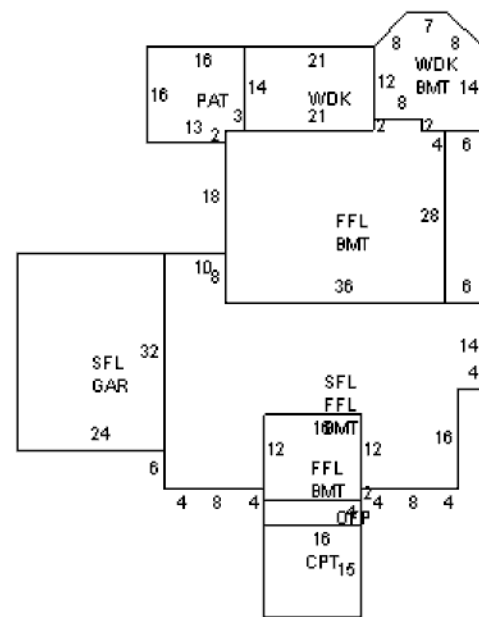 7
8 8
16 21 WDK
12 BMT 14
16 PAT 14 WDK 8
3 21
13 2 2 2
4 6
18 FFL 28
BMT
10 8
36 6
32 14
SFL SFL 4
GAR FFL
BMT
16
24 12 12 16
6 FFL
BMT
2
4 8 4 4 8 4
4
OFP
16
CPT 15